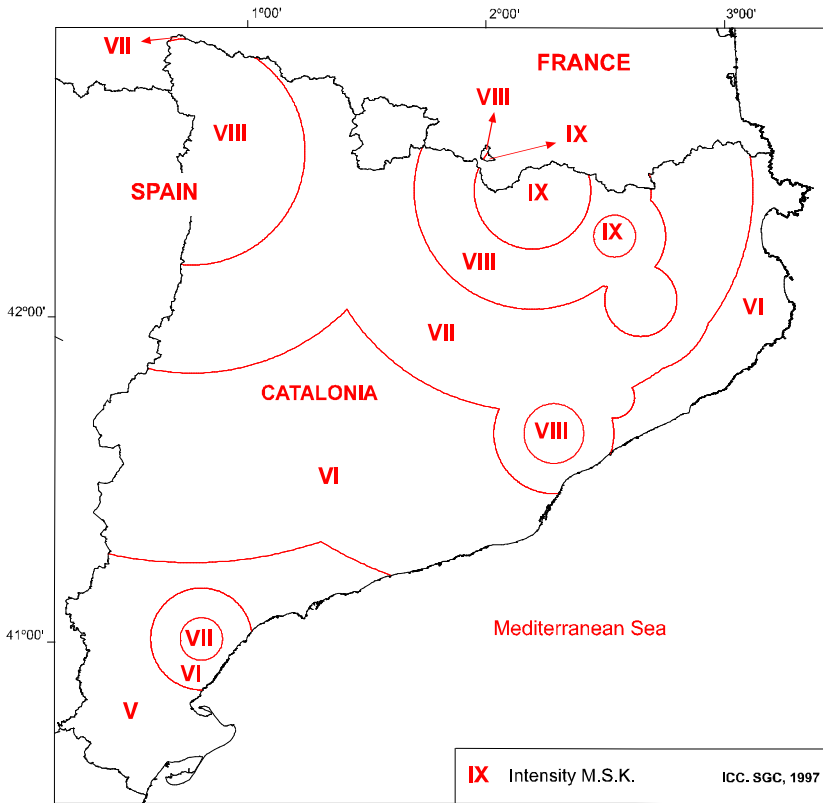 1°00' 2°00' 3°00'
VII
FRANCE
VIII
VIII
IX
SPAIN
IX
IX
VIII
VI
42°00'
VII
CATALONIA
VIII
VI
41°00'
VII
Mediterranean Sea
VI
V
IX Intensity M.S.K. ICC. SGC, 1997